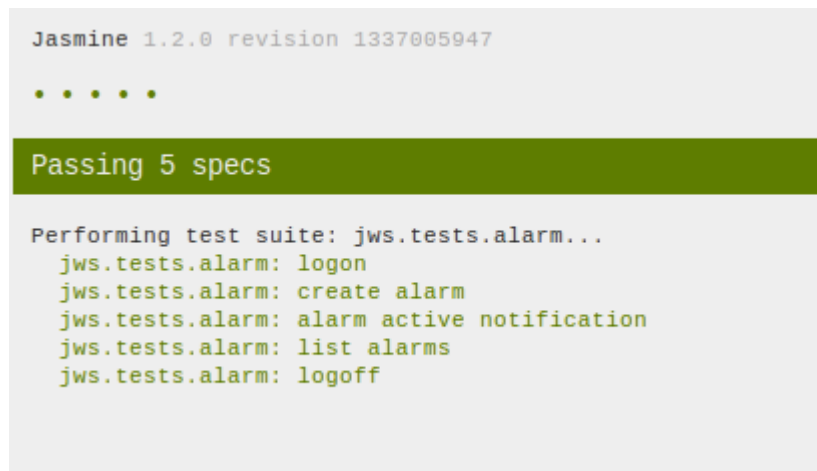 Jasmine 1.2.0 revision 1337005947
• • • • •
Passing 5 specs
Performing test suite: jws.tests.alarm...
jws.tests.alarm: logon
jws.tests.alarm: create alarm
jws.tests.alarm: alarm active notification
jws.tests.alarm: list alarms
jws.tests.alarm: logoff